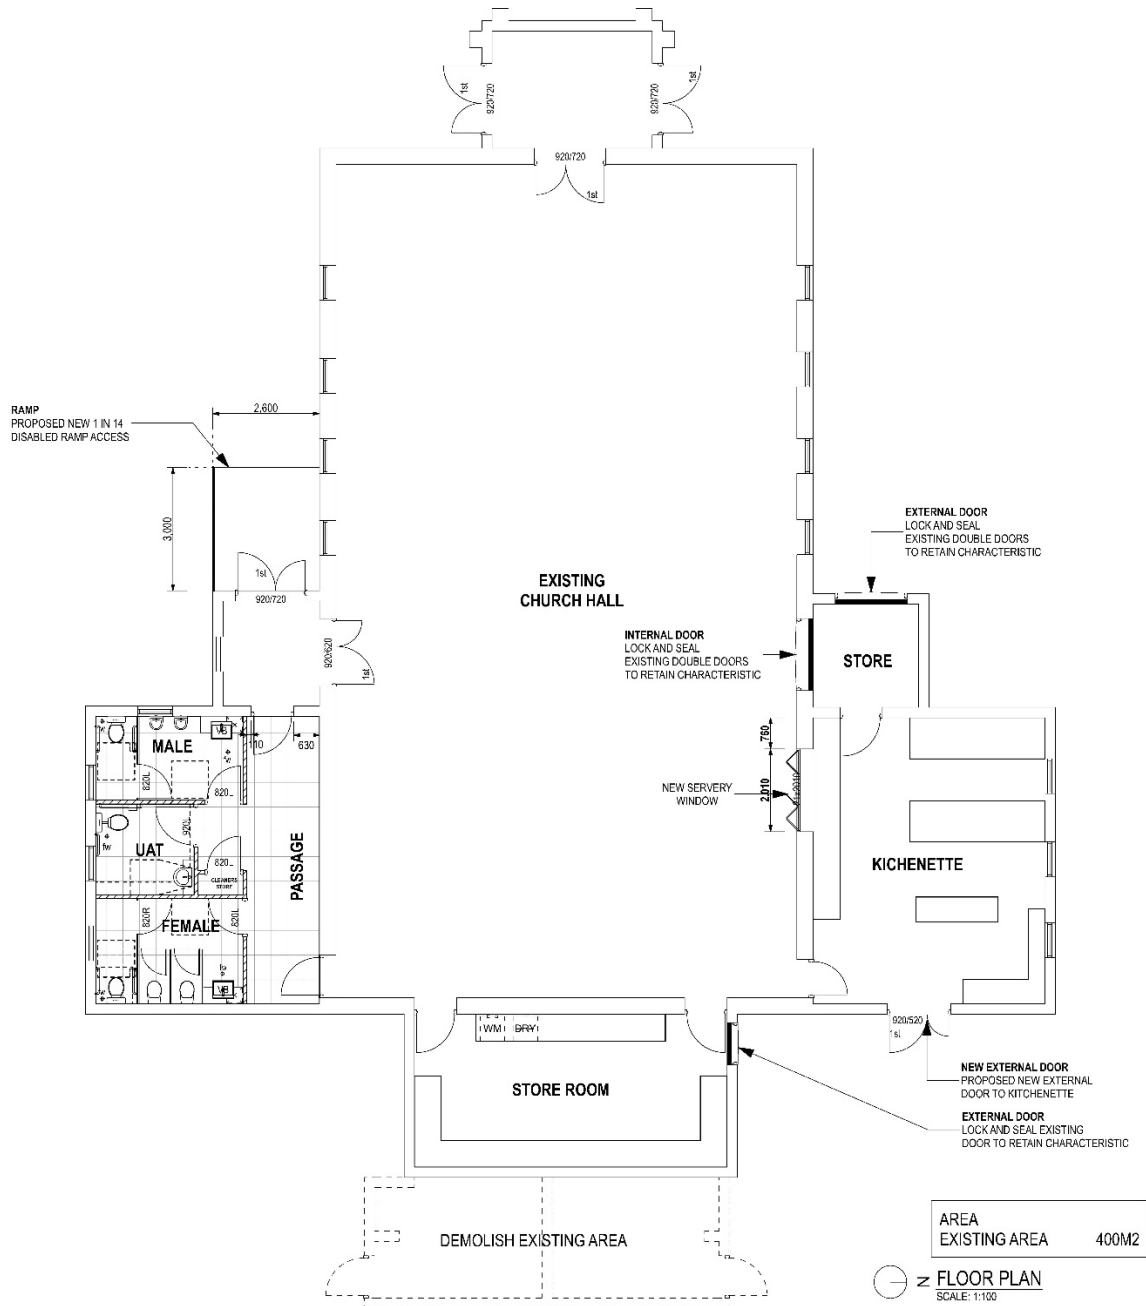 1st
920/720
920/720
1st
920/720
1st
2,600
RAMP
PROPOSED NEW 1 IN 14
DISABLED RAMP ACCESS
3,000
1st
920/720
EXTERNAL DOOR
LOCK AND SEAL
EXISTING DOUBLE DOORS
TO RETAIN CHARACTERISTIC
EXISTING
CHURCH HALL
920/620
1st
INTERNAL DOOR
LOCK AND SEAL
EXISTING DOUBLE DOORS
TO RETAIN CHARACTERISTIC
STORE
MALE
VB
110
630
760
820L
820L
2,010
NEW SERVERY
WINDOW
fw
UAT
920L
820L
CLEANERS
STORE
PASSAGE
KICHENETTE
820R
FEMALE
820L
fw
VB
WM
DRY
920/520
1st
STORE ROOM
NEW EXTERNAL DOOR
PROPOSED NEW EXTERNAL
DOOR TO KITCHENETTE
EXTERNAL DOOR
LOCK AND SEAL EXISTING
DOOR TO RETAIN CHARACTERISTIC
DEMOLISH EXISTING AREA
AREA
EXISTING AREA 400M2
N
FLOOR PLAN
SCALE: 1:100